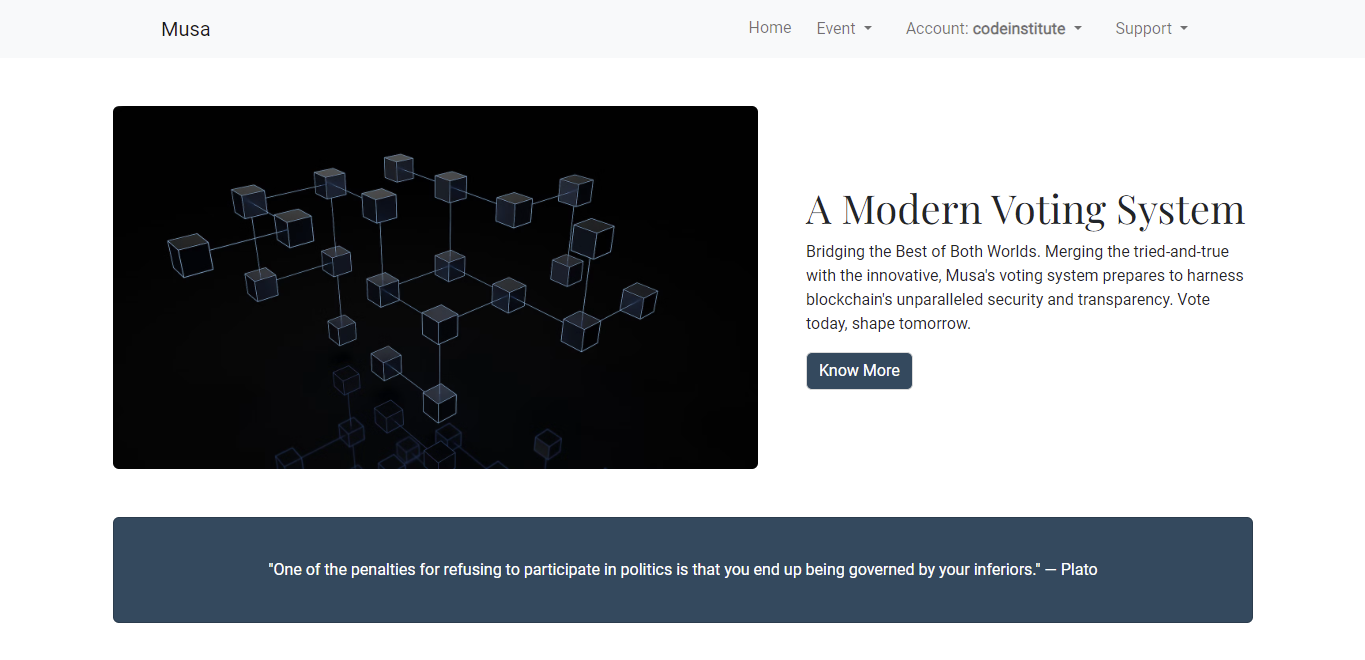 Musa
Home
Event
Account: codeinstitute
Support
A Modern Voting System
Bridging the Best of Both Worlds. Merging the tried-and-true
with the innovative, Musa's voting system prepares to harness
blockchain's unparalleled security and transparency. Vote
today, shape tomorrow.
Know More
"One of the penalties for refusing to participate in politics is that you end up being governed by your inferiors." — Plato